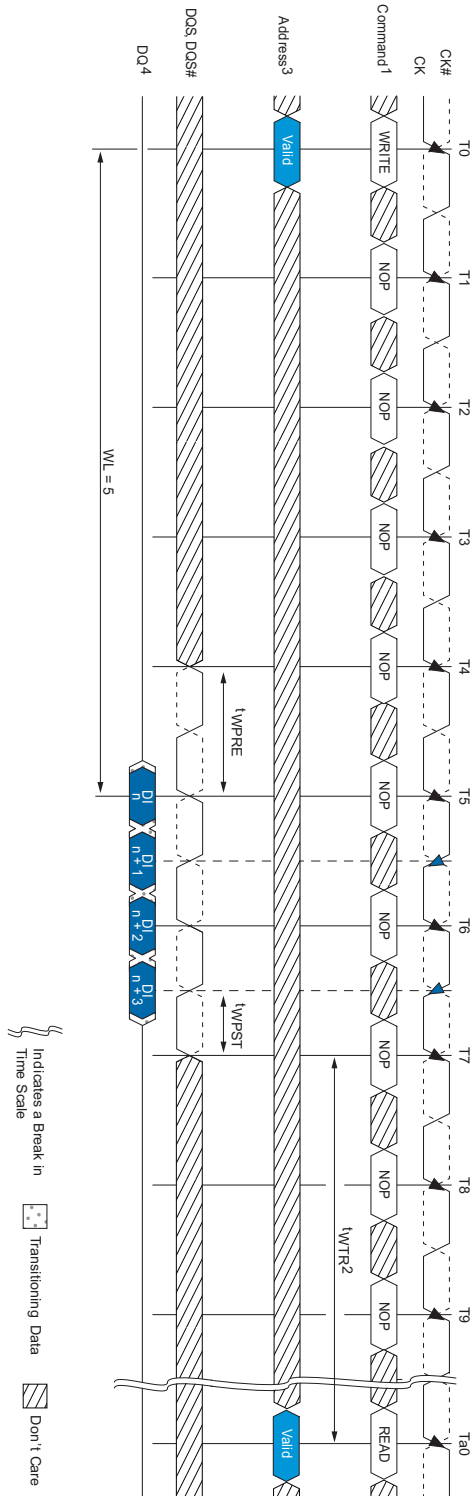 T0 T1 T2 T3 T4 T5 T6 T7 T8 T9 Ta0
CK#
CK
Command1 WRITE NOP NOP NOP NOP NOP NOP NOP NOP NOP READ
tWTR2
Address3 Valid Valid
tWPRE tWPST
DQS, DQS#
DQ4 DI n DI n + 1 DI n + 2 DI n + 3
WL = 5
Indicates a Break in
Time Scale
Transitioning Data
Don't Care